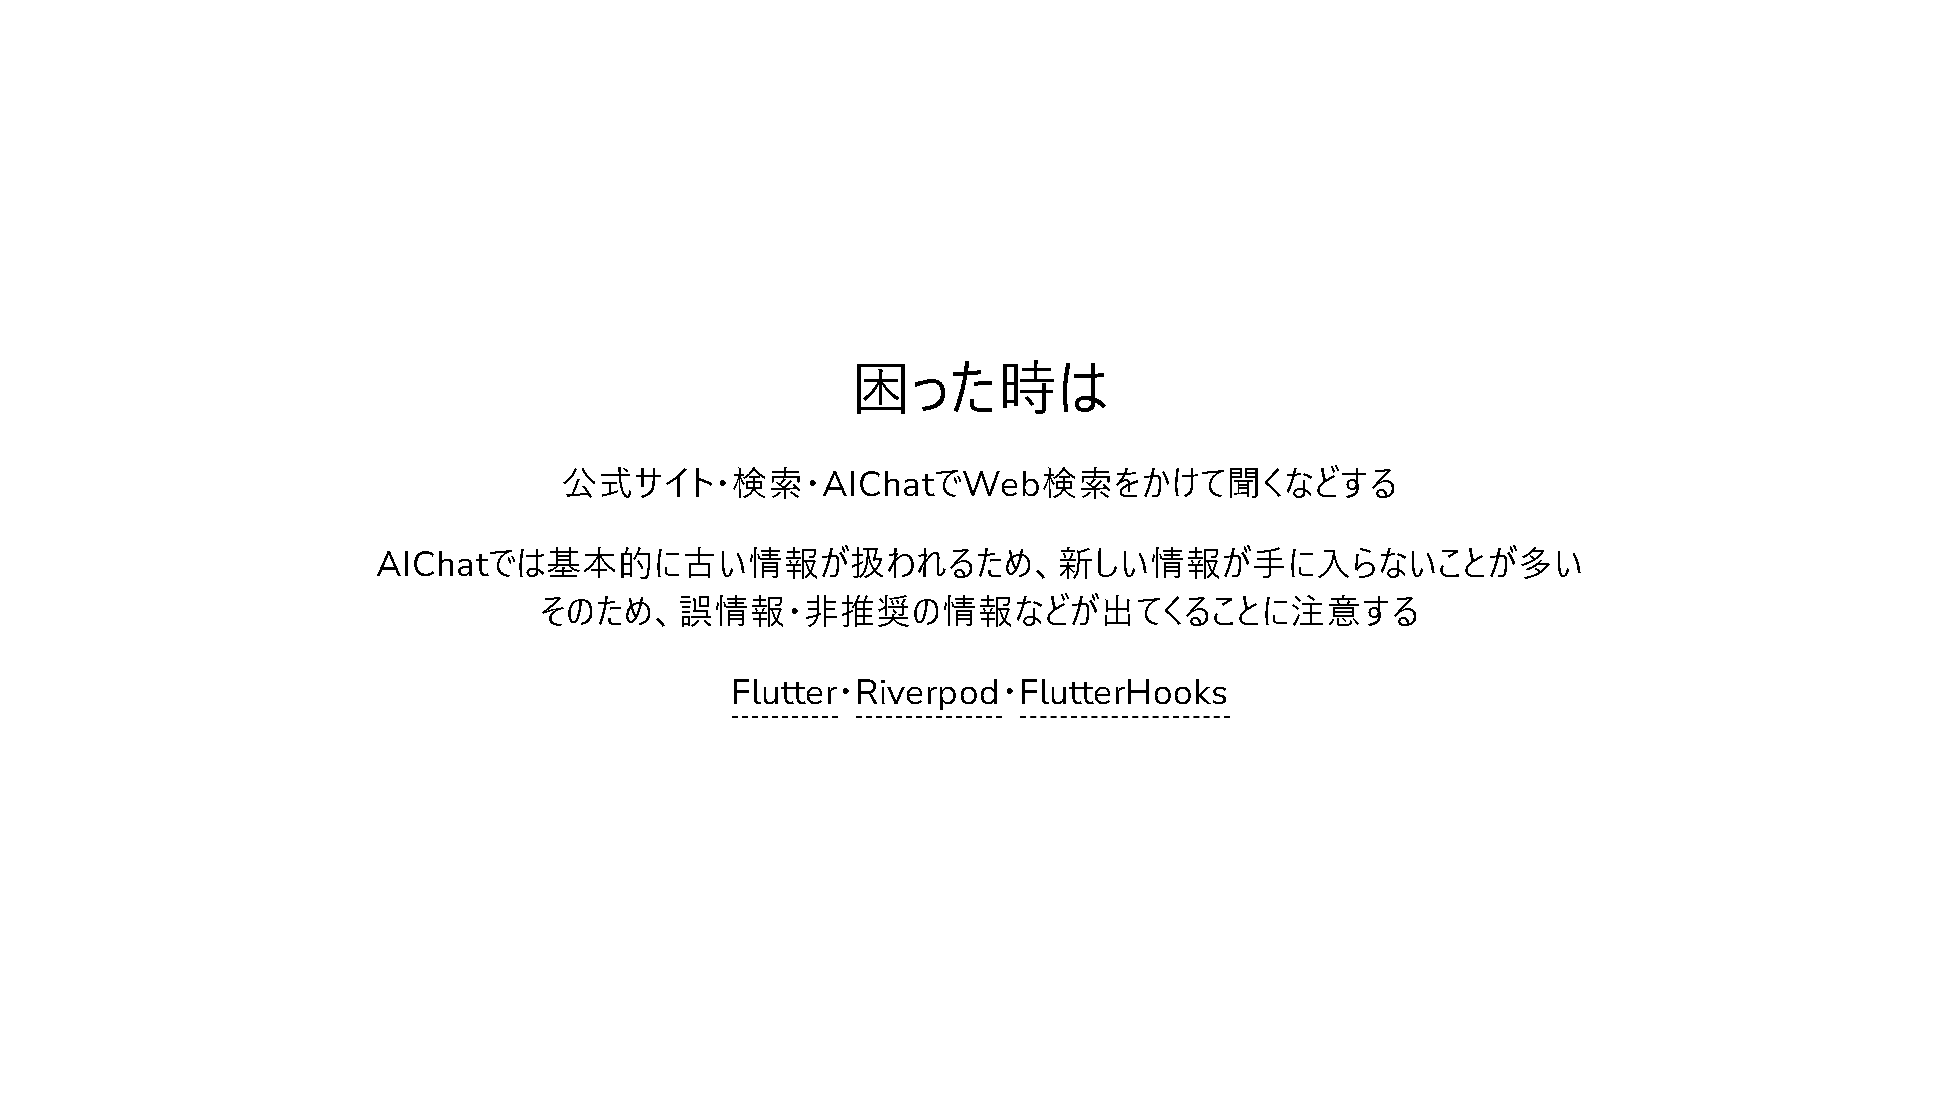 困った時は
公式サイト・検索・AIChatでWeb検索をかけて聞くなどする
AIChatでは基本的に古い情報が扱われるため、新しい情報が手に入らないことが多い
そのため、誤情報・非推奨の情報などが出てくることに注意する
Flutter・Riverpod・FlutterHooks